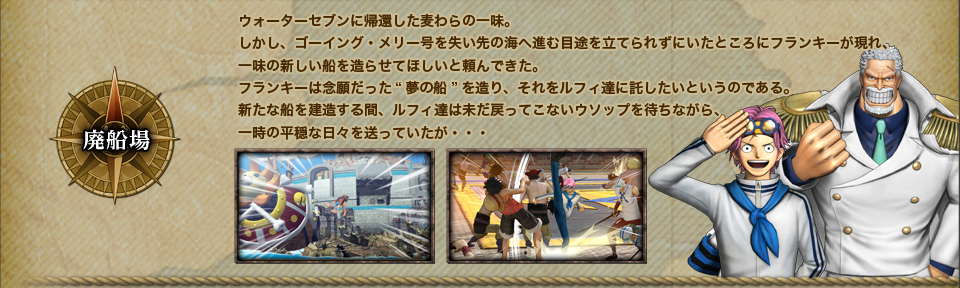 ウォーターセブンに帰還した麦わらの一味。
しかし、ゴーイング・メリー号を失い先の海へ進む目途を立てられずにいたところにフランキーが現れ、
一味の新しい船を造らせてほしいと頼んできた。
フランキーは念願だった“夢の船”を造り、それをルフィ達に託したいというのである。
新たな船を建造する間、ルフィ達は未だ戻ってこないウソップを待ちながら、
一時の平穏な日々を送っていたが・・・
廃船場